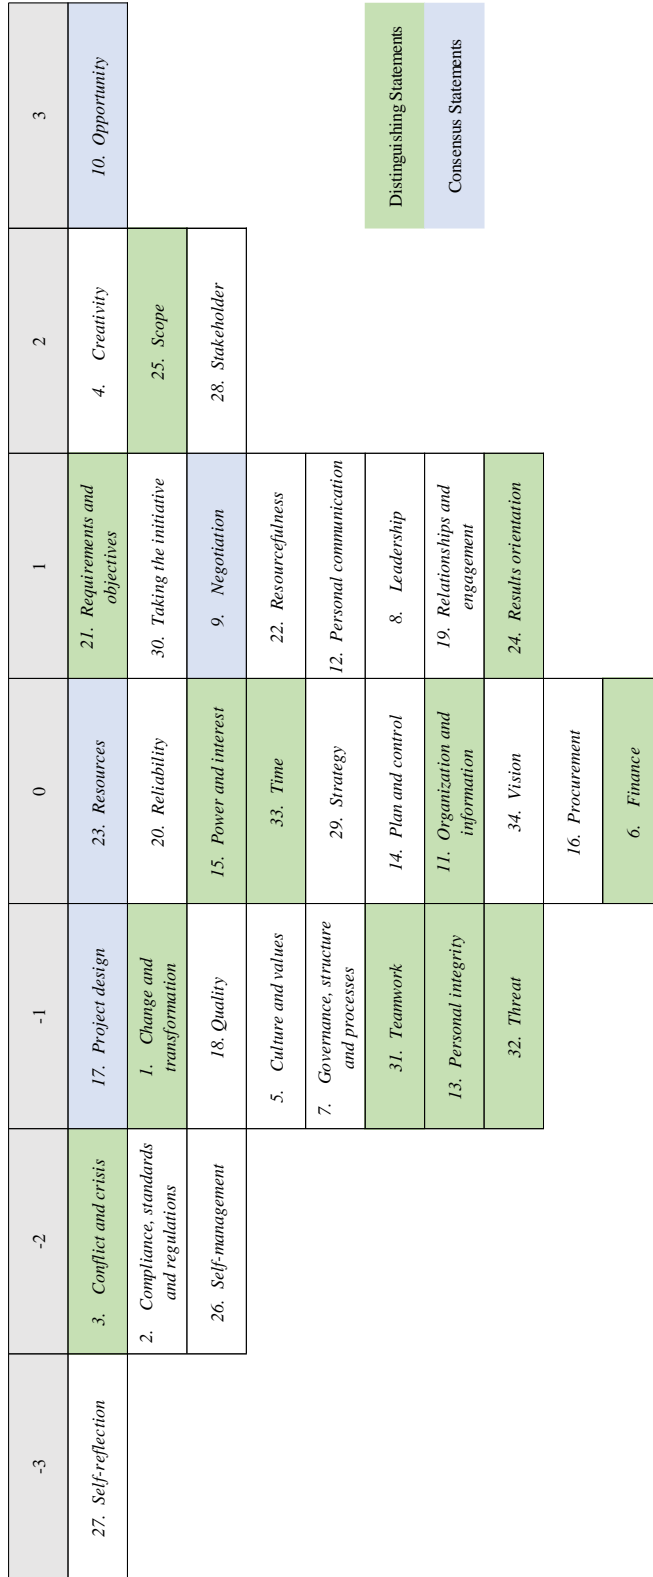 -3
-2
-1
0
1
2
3
27. Self-reflection
3. Conflict and crisis
17. Project design
23. Resources
21. Requirements and
objectives
4. Creativity
10. Opportunity
2. Compliance, standards
and regulations
1. Change and
transformation
20. Reliability
30. Taking the initiative
25. Scope
26. Self-management
18. Quality
15. Power and interest
9. Negotiation
28. Stakeholder
5. Culture and values
33. Time
22. Resourcefulness
7. Governance, structure
and processes
29. Strategy
12. Personal communication
31. Teamwork
14. Plan and control
8. Leadership
Distinguishing Statements
13. Personal integrity
11. Organization and
information
19. Relationships and
engagement
Consensus Statements
32. Threat
34. Vision
24. Results orientation
16. Procurement
6. Finance